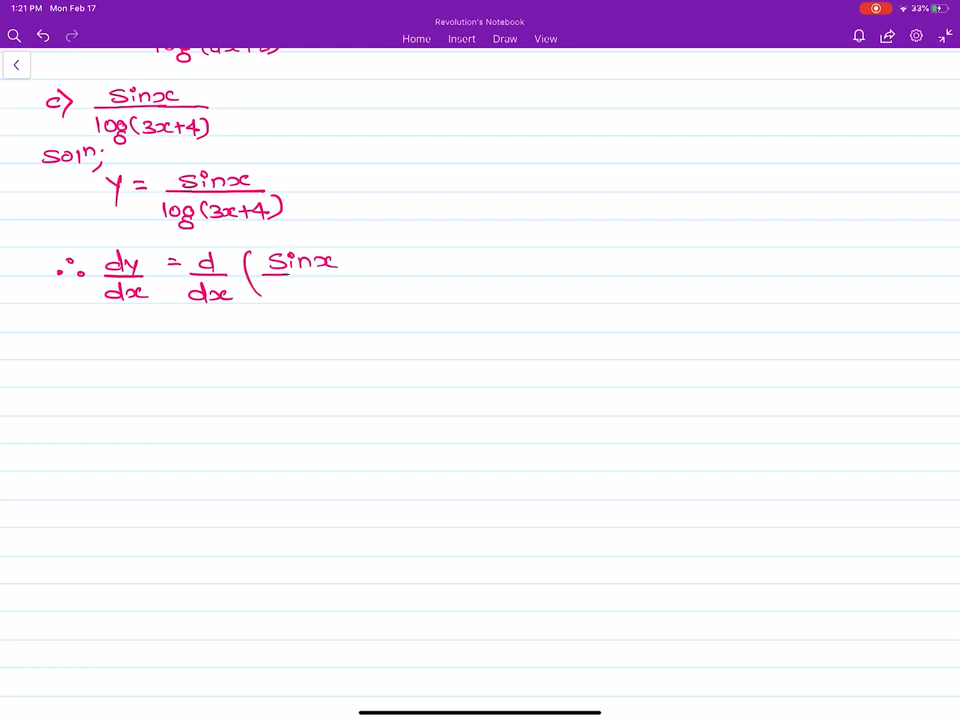 1:21 PM Mon Feb 17
33%
Revolution's Notebook
Home Insert Draw View
c) sinx
log(3x+4)
Soln;
y = sinx
log(3x+4)
∴ dy/dx = d/dx ( sinx